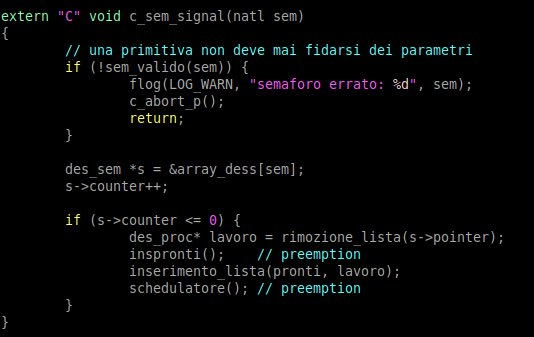 extern "C" void c_sem_signal(natl sem)
{
        // una primitiva non deve mai fidarsi dei parametri
        if (!sem_valido(sem)) {
                flog(LOG_WARN, "semaforo errato: %d", sem);
                c_abort_p();
                return;
        }

        des_sem *s = &array_dess[sem];
        s->counter++;

        if (s->counter <= 0) {
                des_proc* lavoro = rimozione_lista(s->pointer);
                inspronti();    // preemption
                inserimento_lista(pronti, lavoro);
                schedulatore(); // preemption
        }
}